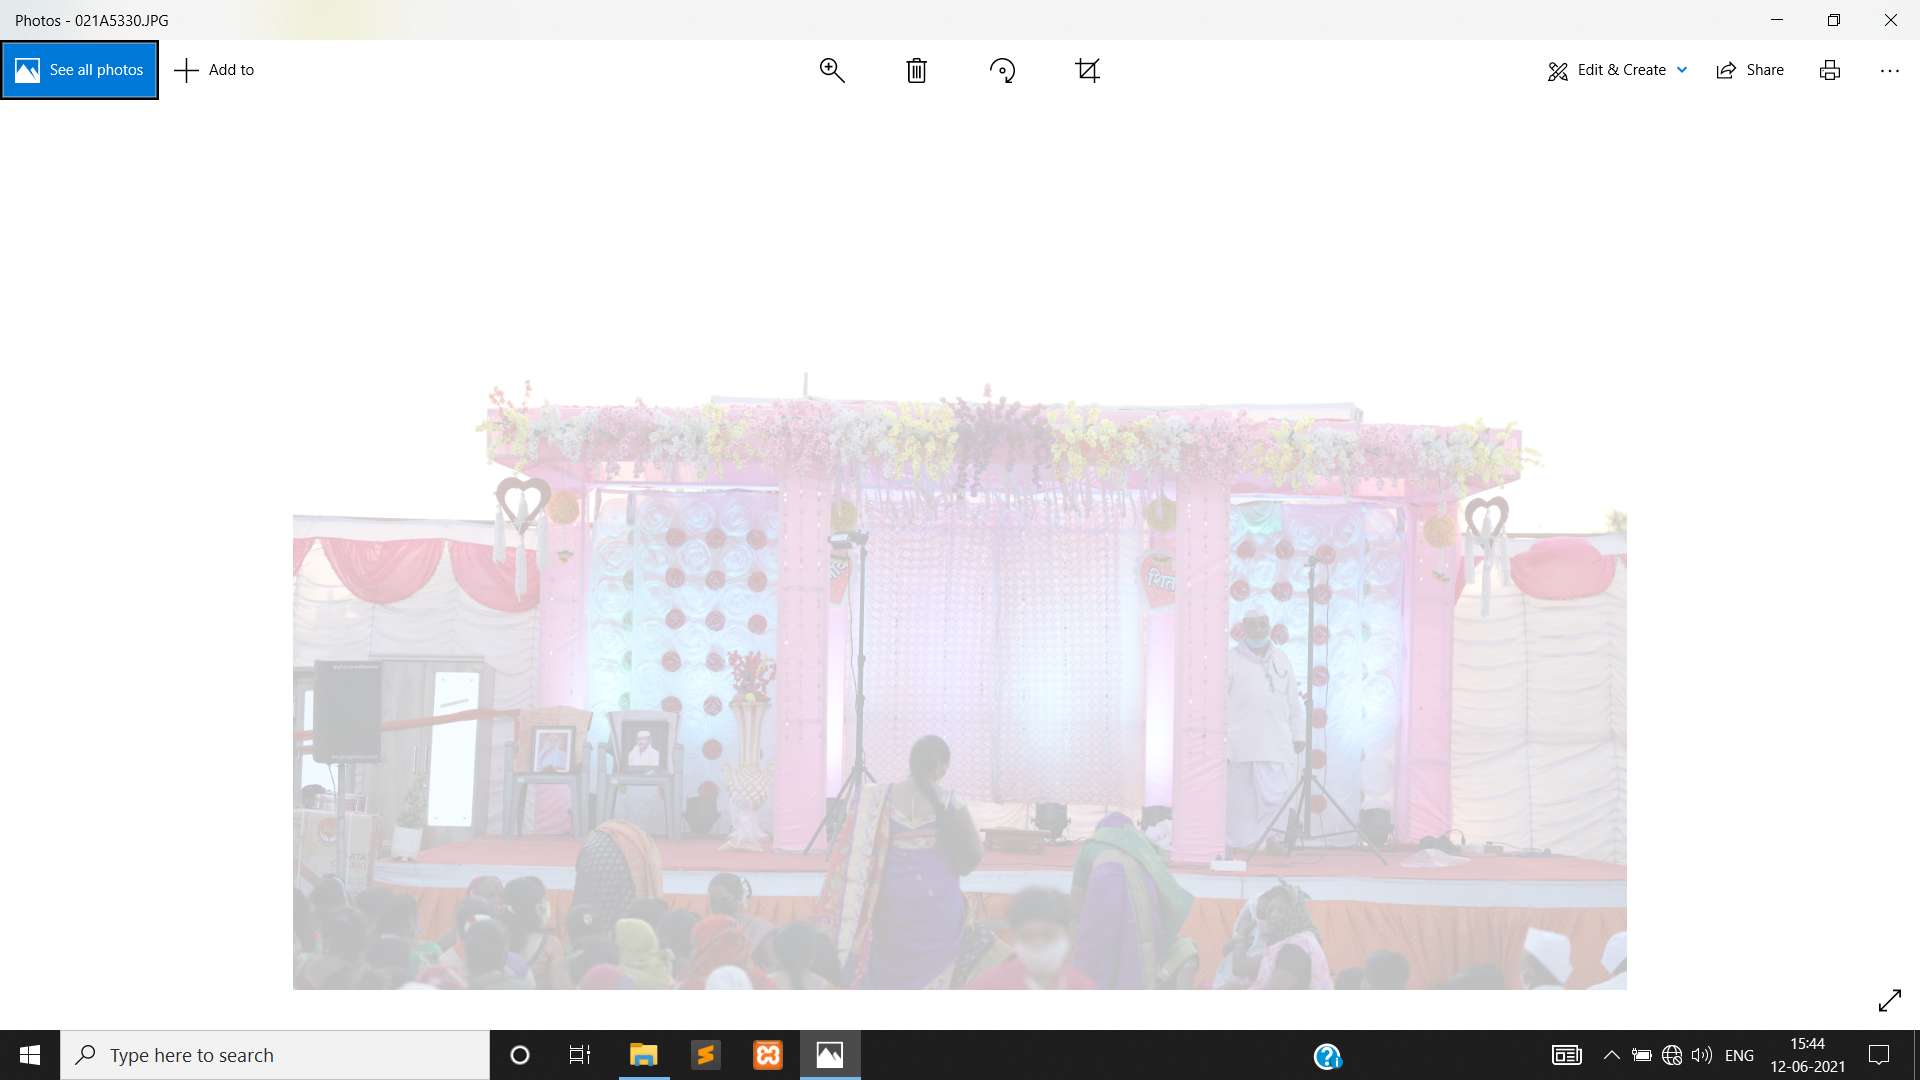 Photos - 021A5330.JPG
See all photos
Add to
Edit & Create
Share
Type here to search
ENG
15:44
12-06-2021